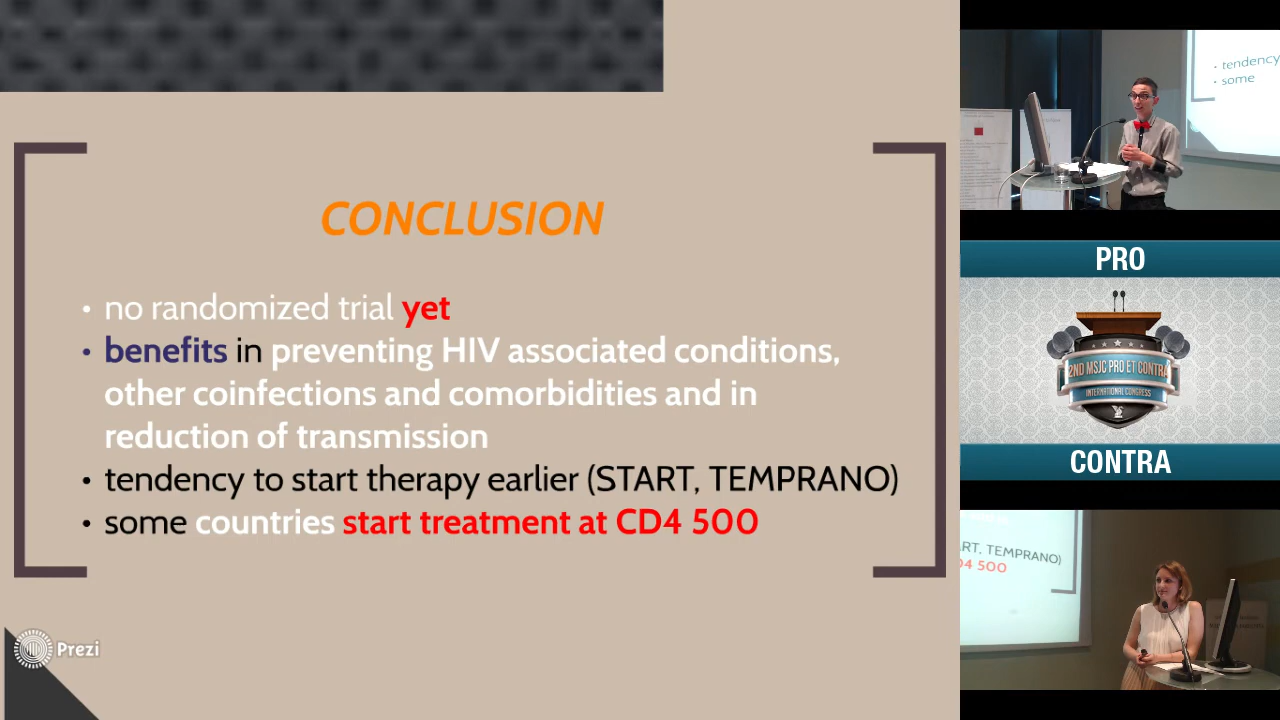 CONCLUSION
• no randomized trial yet
• benefits in preventing HIV associated conditions,
other coinfections and comorbidities and in
reduction of transmission
• tendency to start therapy earlier (START, TEMPRANO)
• some countries start treatment at CD4 500
Prezi
• tendency
• some
PRO
2ND MSJC PRO ET CONTRA
INTERNATIONAL CONGRESS
CONTRA
ART, TEMPRANO)
D4 500